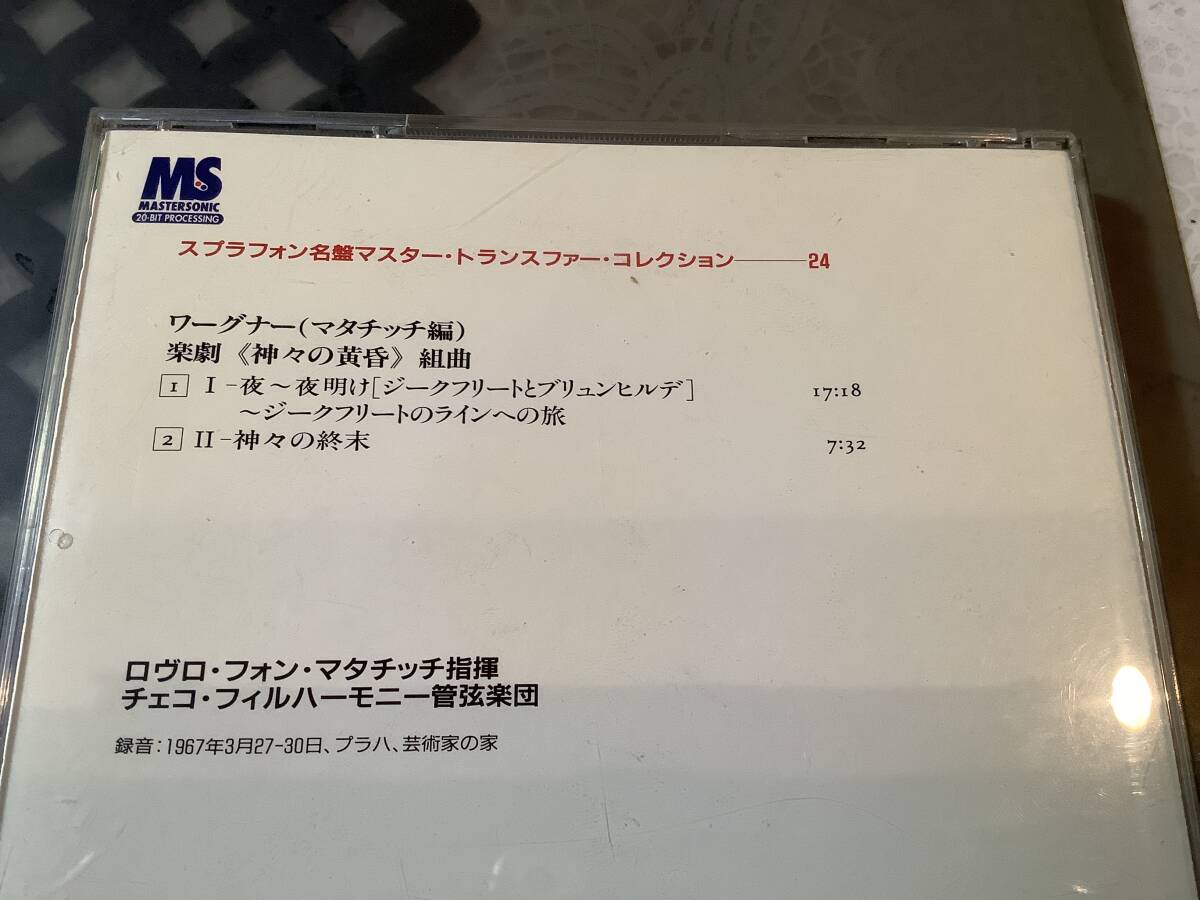 MS
MASTERSONIC
20-BIT PROCESSING
スプラフォン名盤マスター・トランスファー・コレクション——24
ワーグナー(マタチッチ編)
楽劇《神々の黄昏》組曲
1 I-夜〜夜明け[ジークフリートとブリュンヒルデ] 17:18
〜ジークフリートのラインへの旅
2 II-神々の終末 7:32
ロヴロ・フォン・マタチッチ指揮
チェコ・フィルハーモニー管弦楽団
録音:1967年3月27-30日、プラハ、芸術家の家